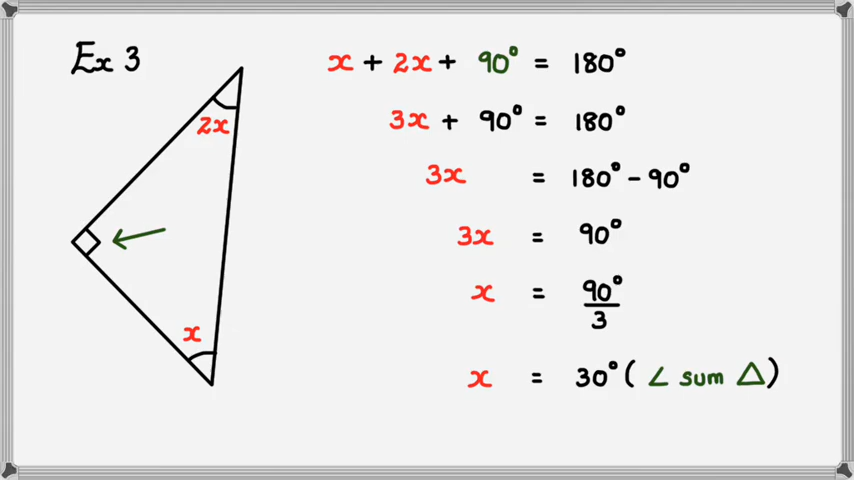 Ex 3
x + 2x + 90° = 180°
3x + 90° = 180°
3x = 180° - 90°
3x = 90°
x = 90°/3
x = 30° (∠ sum △)
2x
x